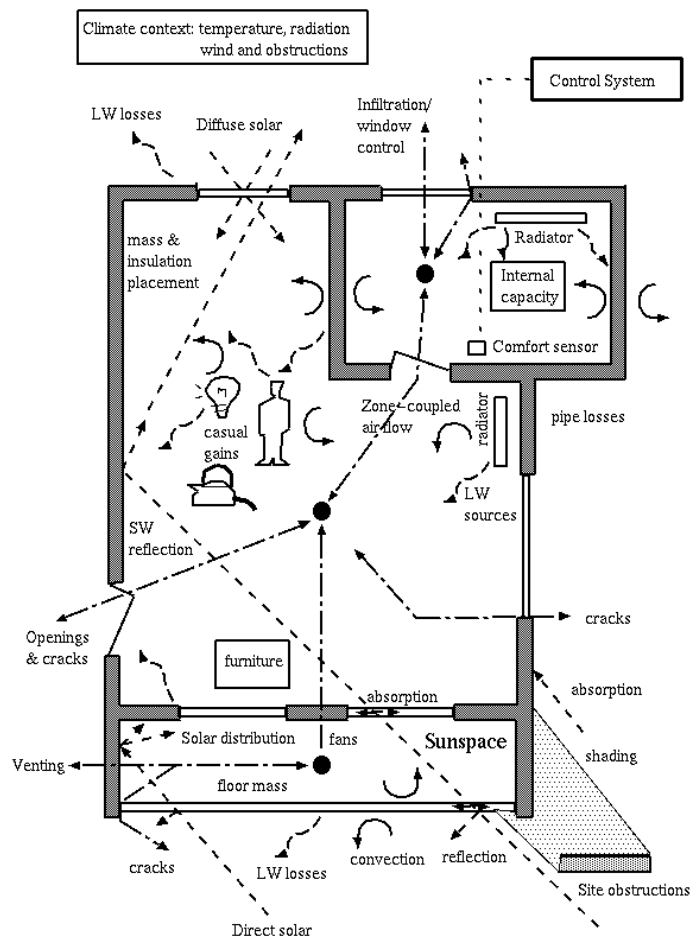 Climate context: temperature, radiation
wind and obstructions
Control System
LW losses
Diffuse solar
Infiltration/
window
control
mass &
insulation
placement
Radiator
Internal
capacity
Comfort sensor
Zone-coupled
air flow
radiator
pipe losses
casual
gains
LW
sources
SW
reflection
cracks
Openings
& cracks
furniture
absorption
absorption
Solar distribution
fans
Sunspace
shading
Venting
floor mass
cracks
LW losses
convection
reflection
Site obstructions
Direct solar